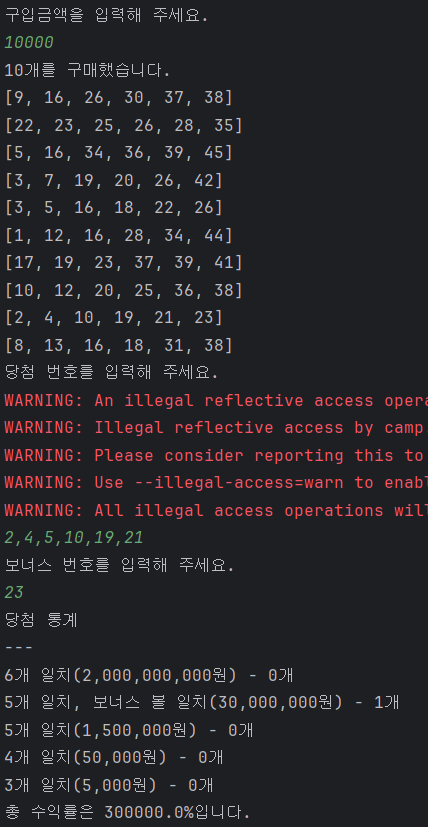 구입금액을 입력해 주세요.
10000
10개를 구매했습니다.
[9, 16, 26, 30, 37, 38]
[22, 23, 25, 26, 28, 35]
[5, 16, 34, 36, 39, 45]
[3, 7, 19, 20, 26, 42]
[3, 5, 16, 18, 22, 26]
[1, 12, 16, 28, 34, 44]
[17, 19, 23, 37, 39, 41]
[10, 12, 20, 25, 36, 38]
[2, 4, 10, 19, 21, 23]
[8, 13, 16, 18, 31, 38]
당첨 번호를 입력해 주세요.
WARNING: An illegal reflective access opera
WARNING: Illegal reflective access by camp
WARNING: Please consider reporting this to
WARNING: Use --illegal-access=warn to enabl
WARNING: All illegal access operations will
2,4,5,10,19,21
보너스 번호를 입력해 주세요.
23
당첨 통계
---
6개 일치(2,000,000,000원) - 0개
5개 일치, 보너스 볼 일치(30,000,000원) - 1개
5개 일치(1,500,000원) - 0개
4개 일치(50,000원) - 0개
3개 일치(5,000원) - 0개
총 수익률은 300000.0%입니다.